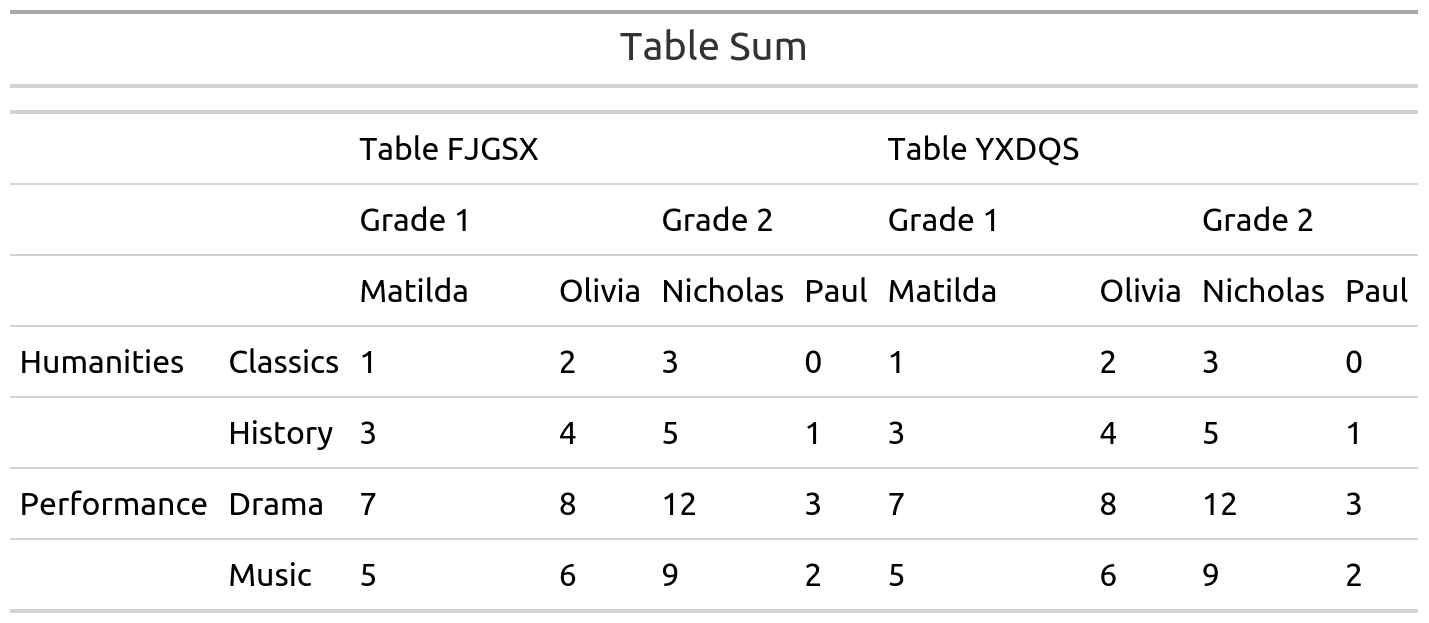 Table Sum
Table FJGSX Table YXDQS
Grade 1 Grade 2 Grade 1 Grade 2
Matilda Olivia Nicholas Paul Matilda Olivia Nicholas Paul
Humanities Classics 1 2 3 0 1 2 3 0
History 3 4 5 1 3 4 5 1
Performance Drama 7 8 12 3 7 8 12 3
Music 5 6 9 2 5 6 9 2